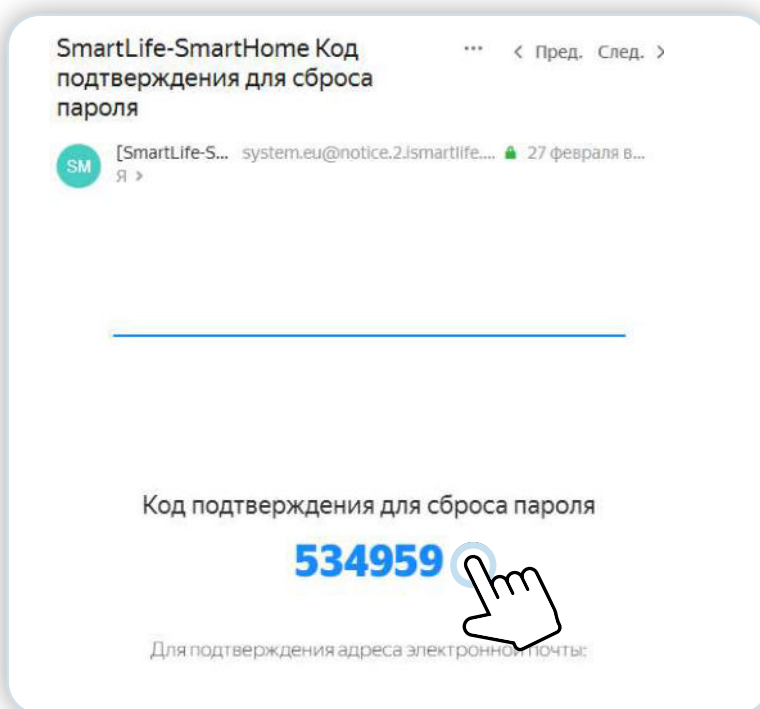 SmartLife-SmartHome Код
подтверждения для сброса
пароля
... < Пред. След. >
SM
[SmartLife-S... system.eu@notice.2.ismartlife.... 27 февраля в...
Я >
Код подтверждения для сброса пароля
534959
Для подтверждения адреса электронной почты: